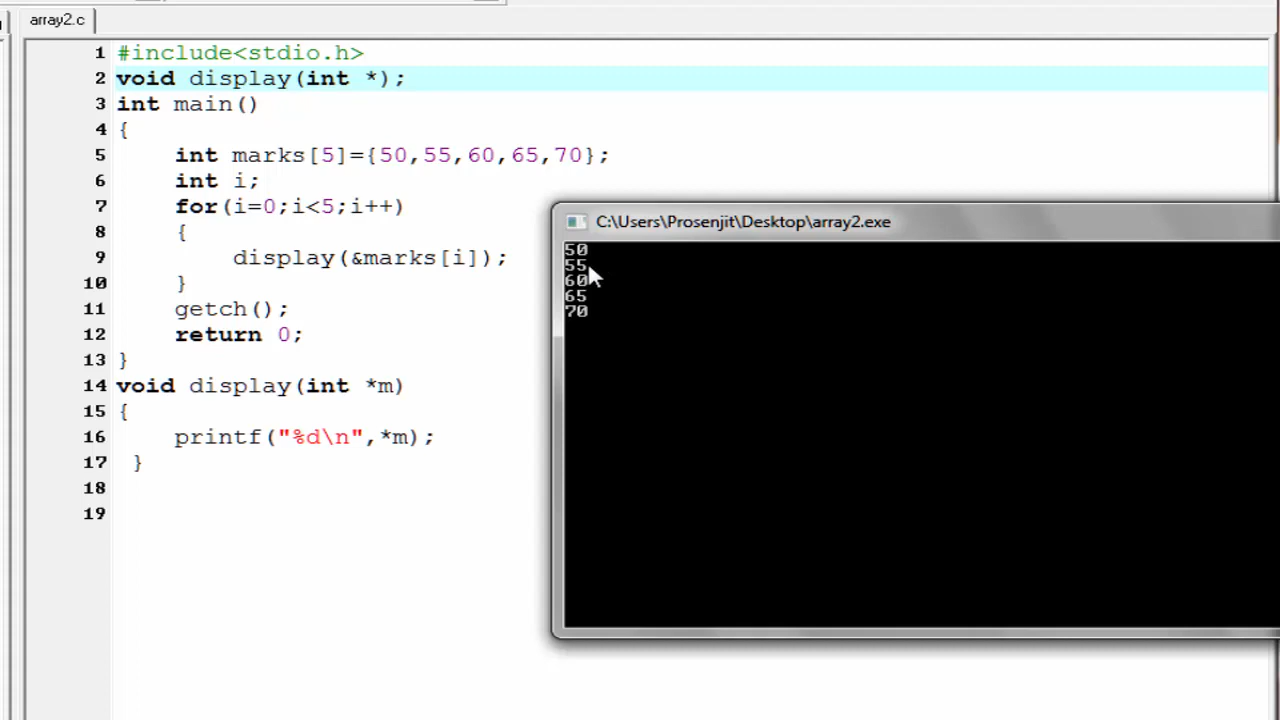 array2.c
1 #include<stdio.h>
2 void display(int *);
3 int main()
4 {
5 int marks[5]={50,55,60,65,70};
6 int i;
7 for(i=0;i<5;i++)
8 {
9 display(&marks[i]);
10 }
11 getch();
12 return 0;
13 }
14 void display(int *m)
15 {
16 printf("%d\n",*m);
17 }
18
19
C:\Users\Prosenjit\Desktop\array2.exe
50
55
60
65
70